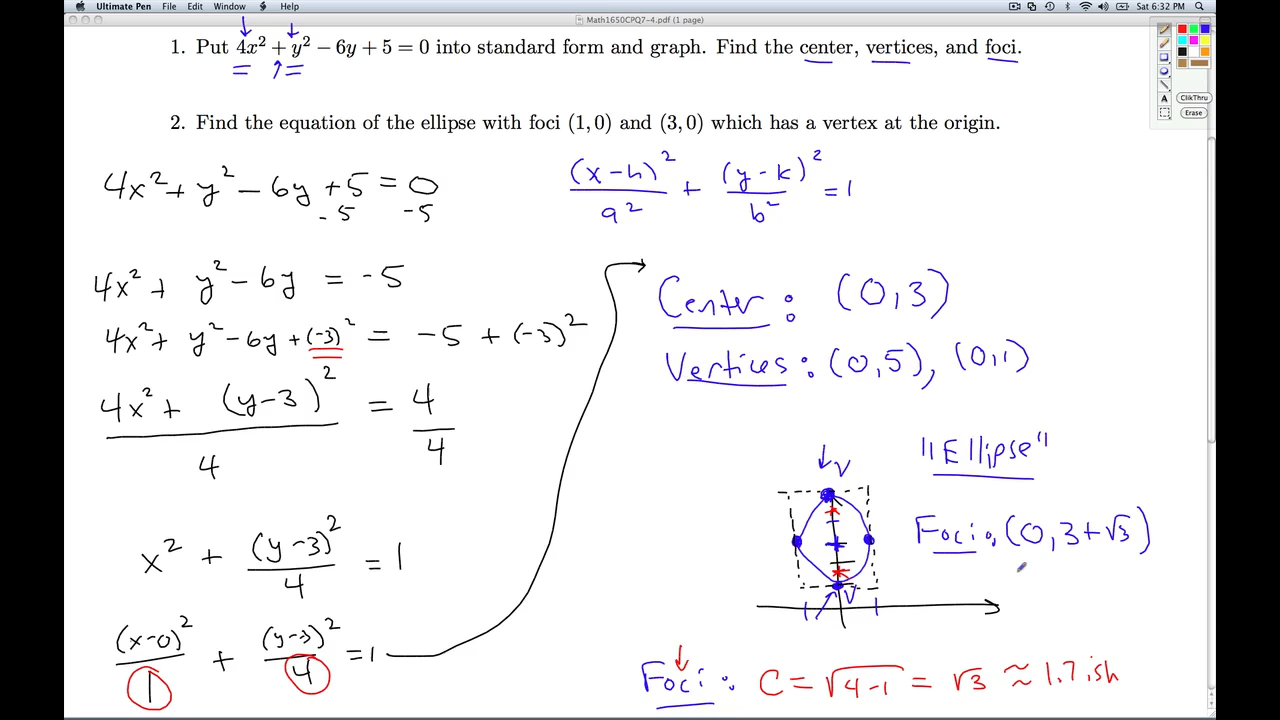 Ultimate Pen File Edit Window Help Sat 6:32 PM
Math1650CPQ7-4.pdf (1 page)
1. Put 4x² + y² − 6y + 5 = 0 into standard form and graph. Find the center, vertices, and foci.
2. Find the equation of the ellipse with foci (1, 0) and (3, 0) which has a vertex at the origin.
4x² + y² − 6y + 5 = 0
-5 -5
(x-h)²/a² + (y-k)²/b² = 1
4x² + y² − 6y = -5
4x² + y² − 6y + (-3)² = -5 + (-3)²
4x² + (y-3)² = 4
4 4
x² + (y-3)²/4 = 1
(x-0)²/1 + (y-3)²/4 = 1
Center: (0,3)
Vertices: (0,5), (0,1)
"Ellipse"
V
Foci: (0, 3+√3)
V
Foci: C = √4-1 = √3 ≈ 1.7ish
A
ClikThru
Erase